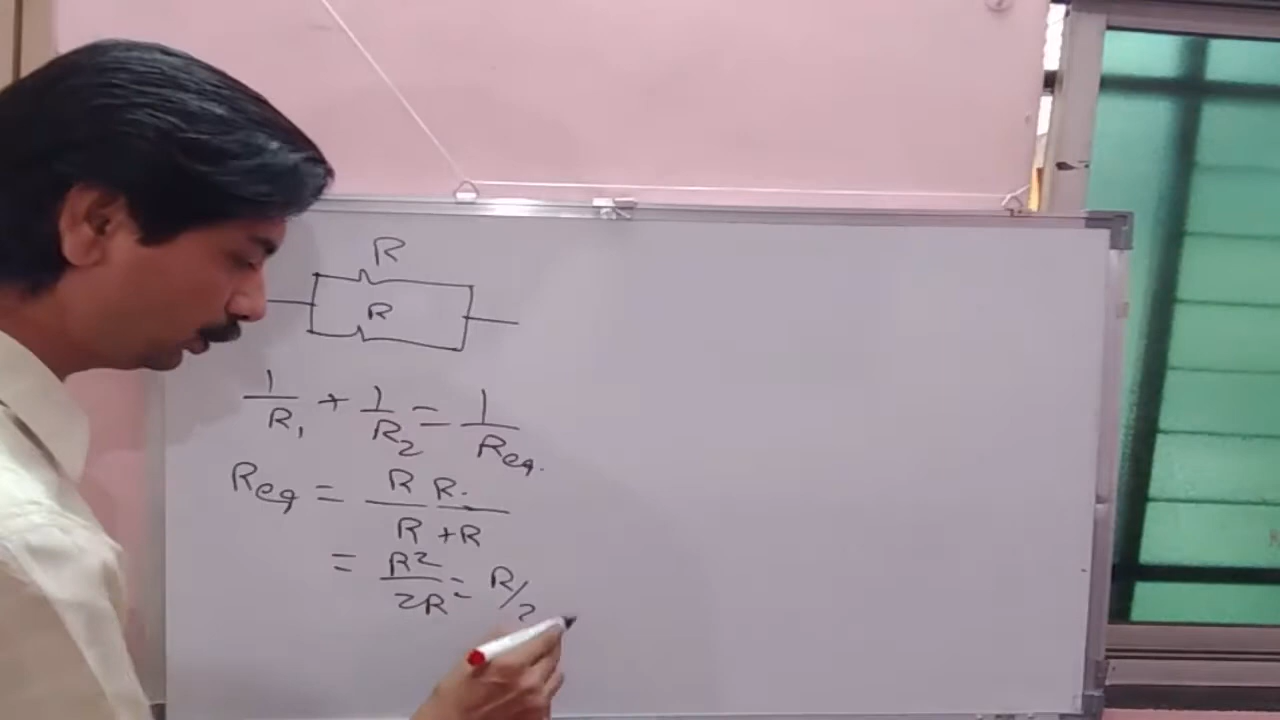 R
R
1/R₁ + 1/R₂ = 1/Req.
Req = R R. / R + R
= R²/2R = R/2